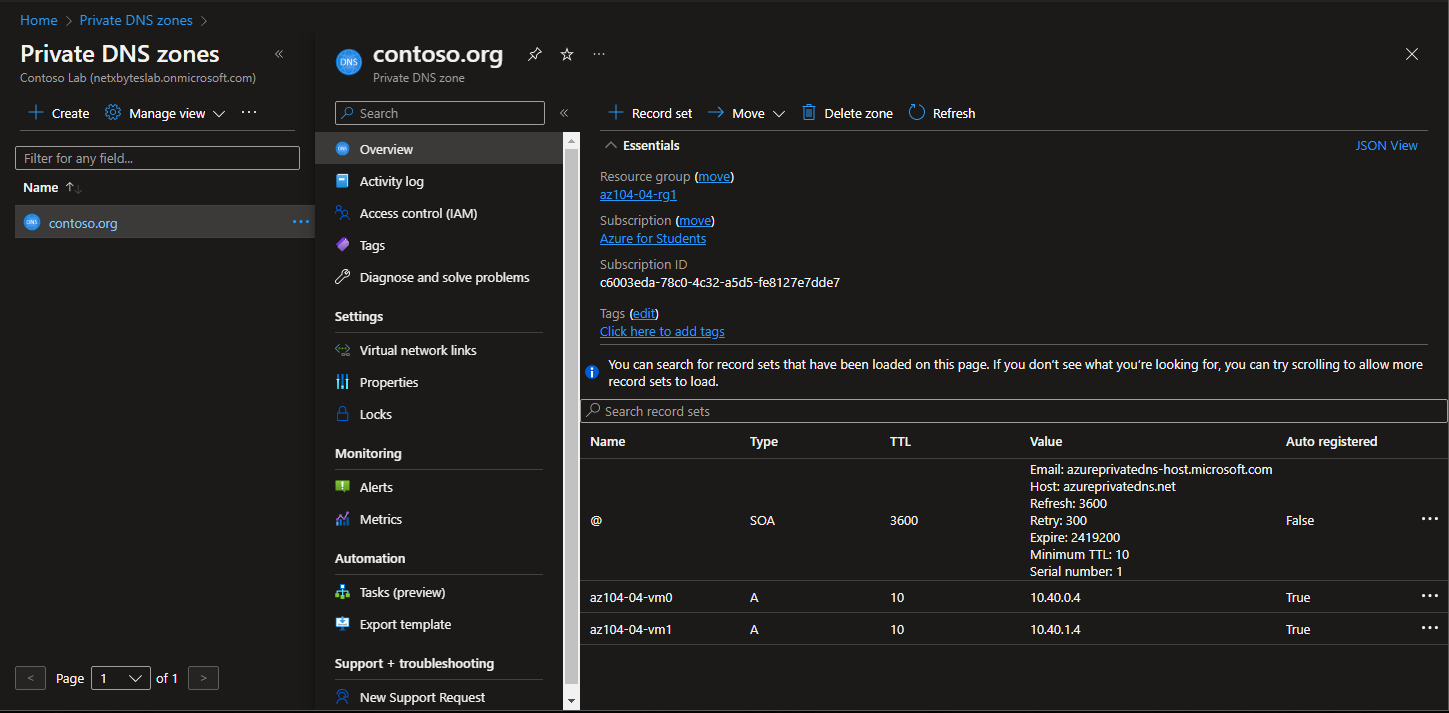 Home > Private DNS zones >
Private DNS zones
«
Contoso Lab (netxbyteslab.onmicrosoft.com)
+ Create
Manage view
...
Filter for any field...
Name ↑↓
DNS
contoso.org
...
< Page 1 of 1 >
DNS
contoso.org
...
Private DNS zone
Search
«
DNS
Overview
Activity log
Access control (IAM)
Tags
Diagnose and solve problems
Settings
Virtual network links
Properties
Locks
Monitoring
Alerts
Metrics
Automation
Tasks (preview)
Export template
Support + troubleshooting
New Support Request
+ Record set
→ Move
Delete zone
Refresh
Essentials
JSON View
Resource group (move)
az104-04-rg1
Subscription (move)
Azure for Students
Subscription ID
c6003eda-78c0-4c32-a5d5-fe8127e7dde7
Tags (edit)
Click here to add tags
You can search for record sets that have been loaded on this page. If you don't see what you're looking for, you can try scrolling to allow more
record sets to load.
Search record sets
Name Type TTL Value Auto registered
Email: azureprivatedns-host.microsoft.com
Host: azureprivatedns.net
Refresh: 3600
@ SOA 3600 Retry: 300 False ...
Expire: 2419200
Minimum TTL: 10
Serial number: 1
az104-04-vm0 A 10 10.40.0.4 True ...
az104-04-vm1 A 10 10.40.1.4 True ...